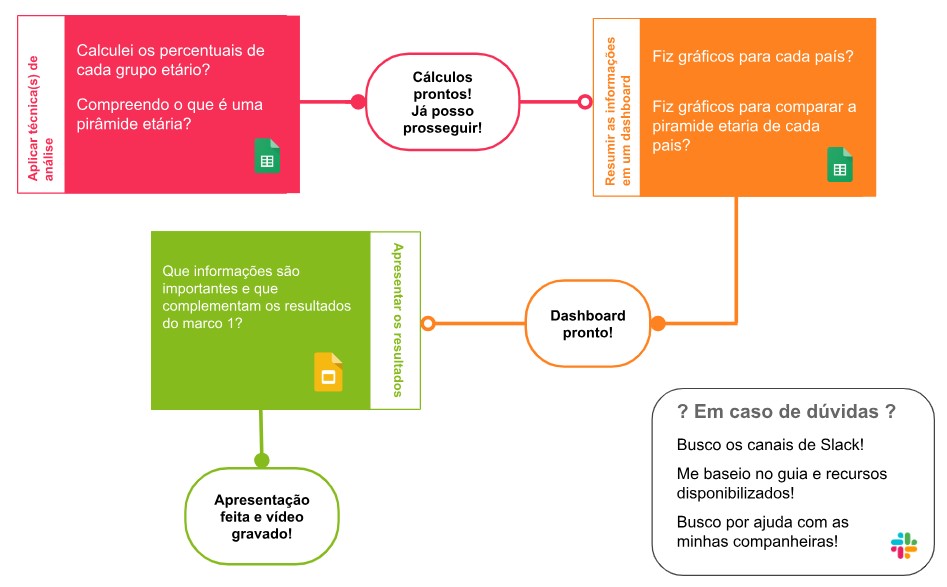 Aplicar técnica(s) de
análise
Calculei os percentuais de
cada grupo etário?
Compreendo o que é uma
pirâmide etária?
Cálculos
prontos!
Já posso
prosseguir!
Resumir as informações
em um dashboard
Fiz gráficos para cada país?
Fiz gráficos para comparar a
piramide etaria de cada
país?
Dashboard
pronto!
Apresentar os resultados
Que informações são
importantes e que
complementam os resultados
do marco 1?
Apresentação
feita e vídeo
gravado!
? Em caso de dúvidas ?
Busco os canais de Slack!
Me baseio no guia e recursos
disponibilizados!
Busco por ajuda com as
minhas companheiras!